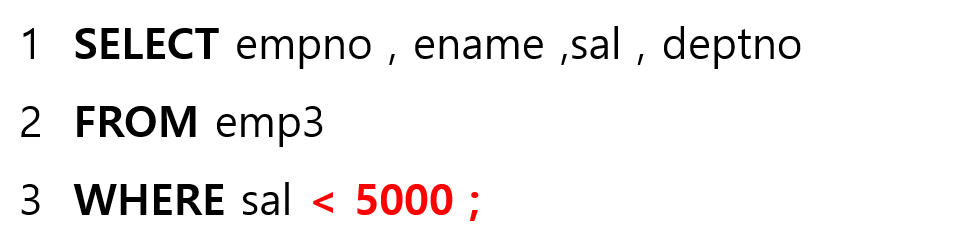 1 SELECT empno , ename ,sal , deptno
2 FROM emp3
3 WHERE sal < 5000 ;